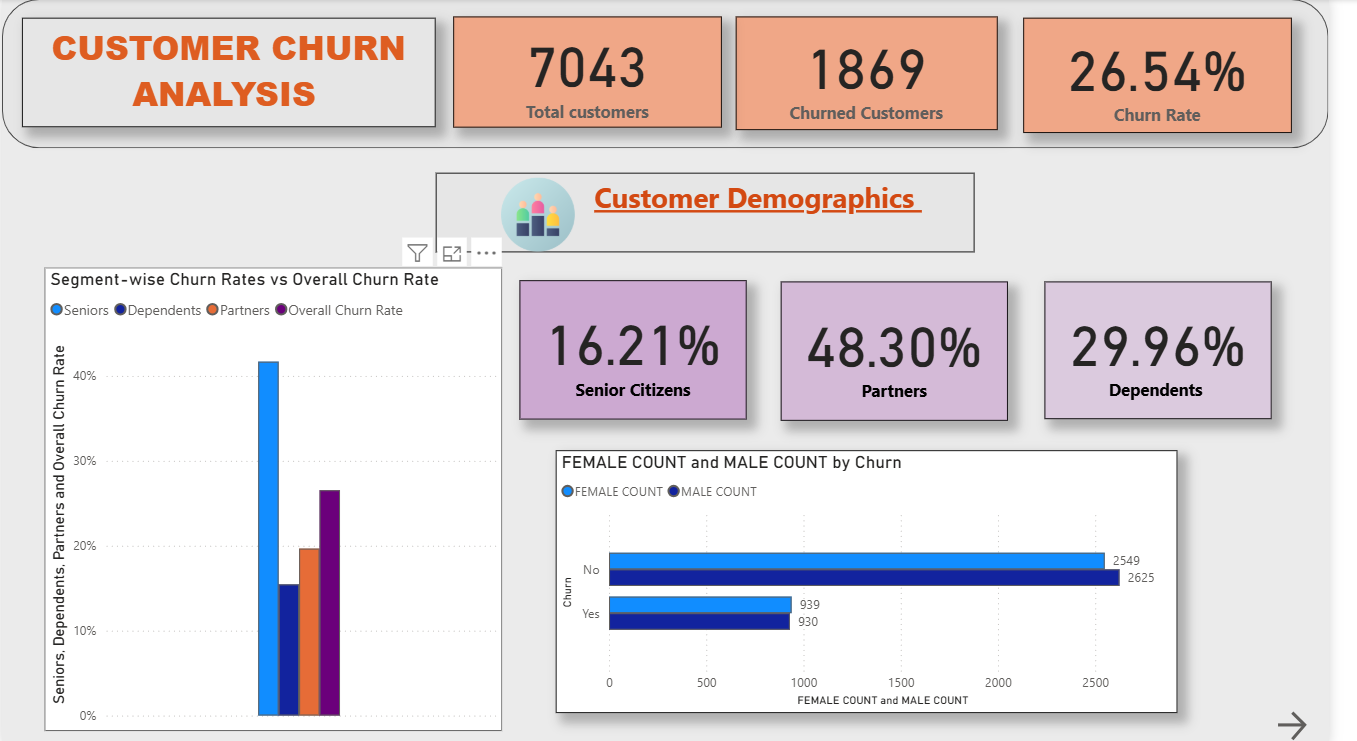 CUSTOMER CHURN
ANALYSIS
7043
Total customers
1869
Churned Customers
26.54%
Churn Rate
Customer Demographics
Segment-wise Churn Rates vs Overall Churn Rate
Seniors Dependents Partners Overall Churn Rate
Seniors, Dependents, Partners and Overall Churn Rate
40%
30%
20%
10%
0%
16.21%
Senior Citizens
48.30%
Partners
29.96%
Dependents
FEMALE COUNT and MALE COUNT by Churn
FEMALE COUNT MALE COUNT
Churn
No
2549
2625
Yes
939
930
0 500 1000 1500 2000 2500
FEMALE COUNT and MALE COUNT